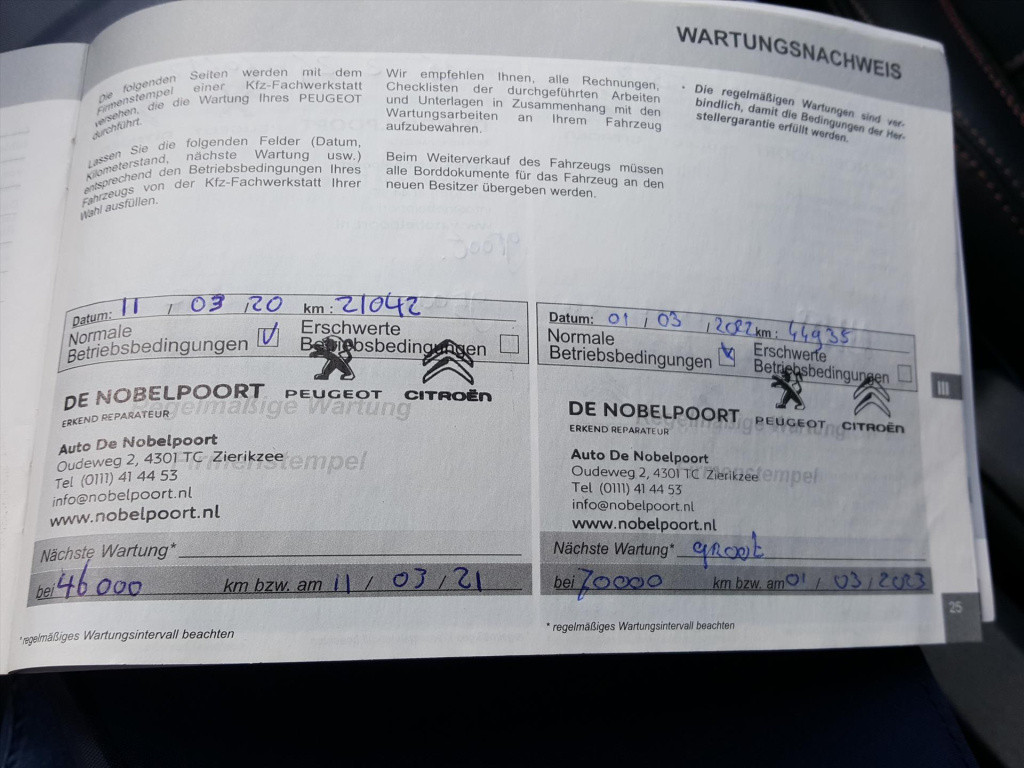 WARTUNGSNACHWEIS
Die folgenden Seiten werden mit dem
Firmenstempel einer Kfz-Fachwerkstatt
versehen, die die Wartung Ihres PEUGEOT
durchführt.
Lassen Sie die folgenden Felder (Datum,
Kilometerstand, nächste Wartung usw.)
entsprechend den Betriebsbedingungen Ihres
Fahrzeugs von der Kfz-Fachwerkstatt Ihrer
Wahl ausfüllen.
Wir empfehlen Ihnen, alle Rechnungen,
Checklisten der durchgeführten Arbeiten
und Unterlagen in Zusammenhang mit den
Wartungsarbeiten an Ihrem Fahrzeug
aufzubewahren.
Beim Weiterverkauf des Fahrzeugs müssen
alle Borddokumente für das Fahrzeug an den
neuen Besitzer übergeben werden.
• Die regelmäßigen Wartungen sind ver-
bindlich, damit die Bedingungen der Her-
stellergarantie erfüllt werden.
Datum: 11 / 03 / 20 km : 21042
Normale
Betriebsbedingungen
Erschwerte
Betriebsbedingungen
DE NOBELPOORT PEUGEOT CITROËN
ERKEND REPARATEUR
Regelmäßige Wartung
Auto De Nobelpoort
Oudeweg 2, 4301 TC Zierikzee
Firmenstempel
Tel (0111) 41 44 53
info@nobelpoort.nl
www.nobelpoort.nl
Nächste Wartung*
bei 46000 km bzw. am 11 / 03 / 21
*regelmäßiges Wartungsintervall beachten
Datum: 01 / 03 / 2022 km : 44935
Normale
Betriebsbedingungen
Erschwerte
Betriebsbedingungen
DE NOBELPOORT PEUGEOT CITROËN
ERKEND REPARATEUR
Regelmäßige Wartung
Auto De Nobelpoort
Oudeweg 2, 4301 TC Zierikzee
Firmenstempel
Tel (0111) 41 44 53
info@nobelpoort.nl
www.nobelpoort.nl
Nächste Wartung* groot
bei 70000 km bzw. am 01 / 03 / 2023
* regelmäßiges Wartungsintervall beachten
III
25